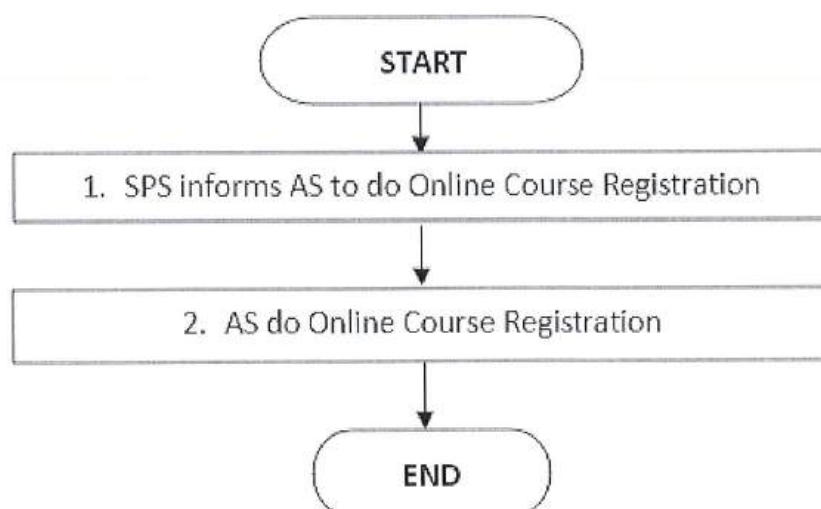 START
1. SPS informs AS to do Online Course Registration
2. AS do Online Course Registration
END